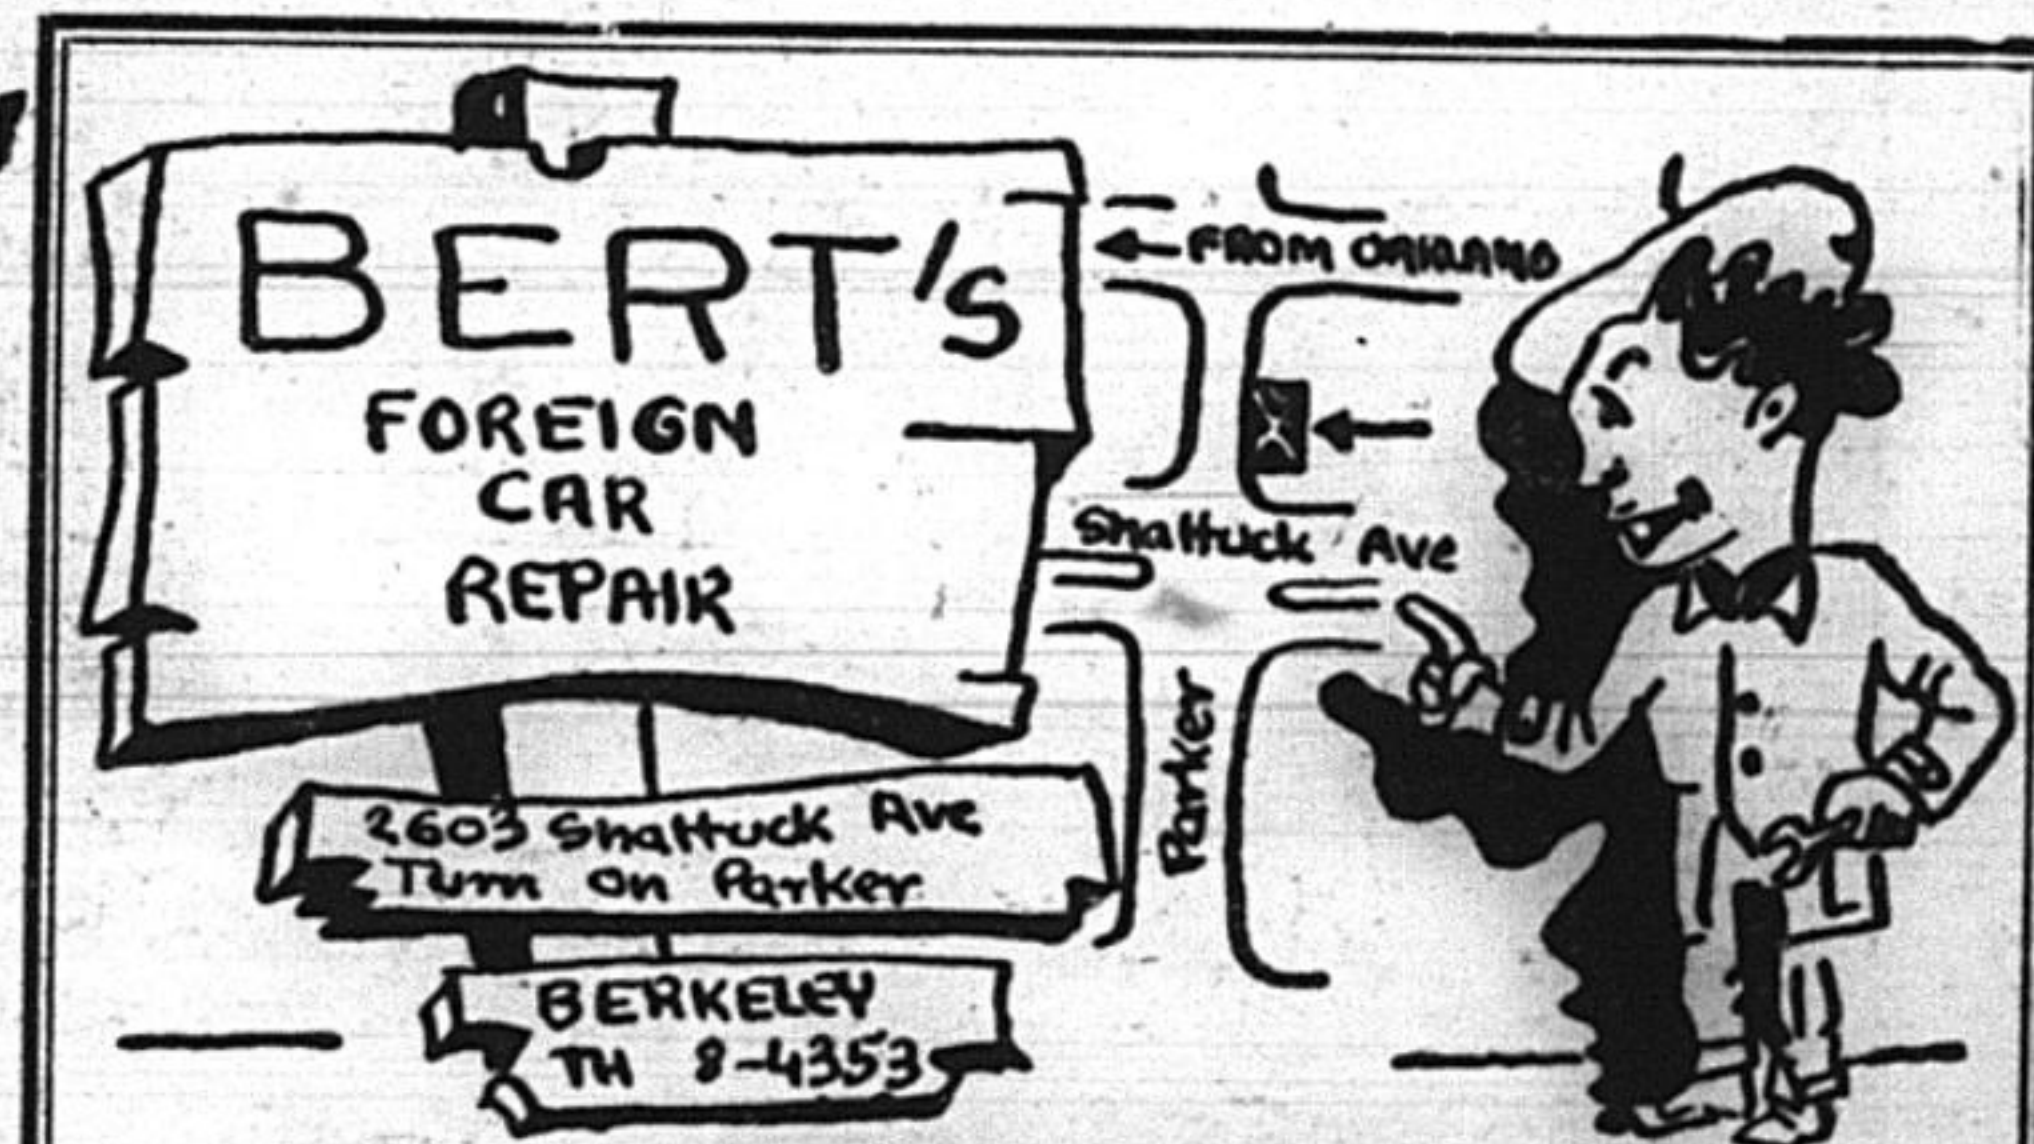 BERT's
FOREIGN
CAR
REPAIR
2603 Shattuck Ave
Turn on Parker
BERKELEY
TH 8-4353
FROM OAKLAND
Shattuck Ave
Parker